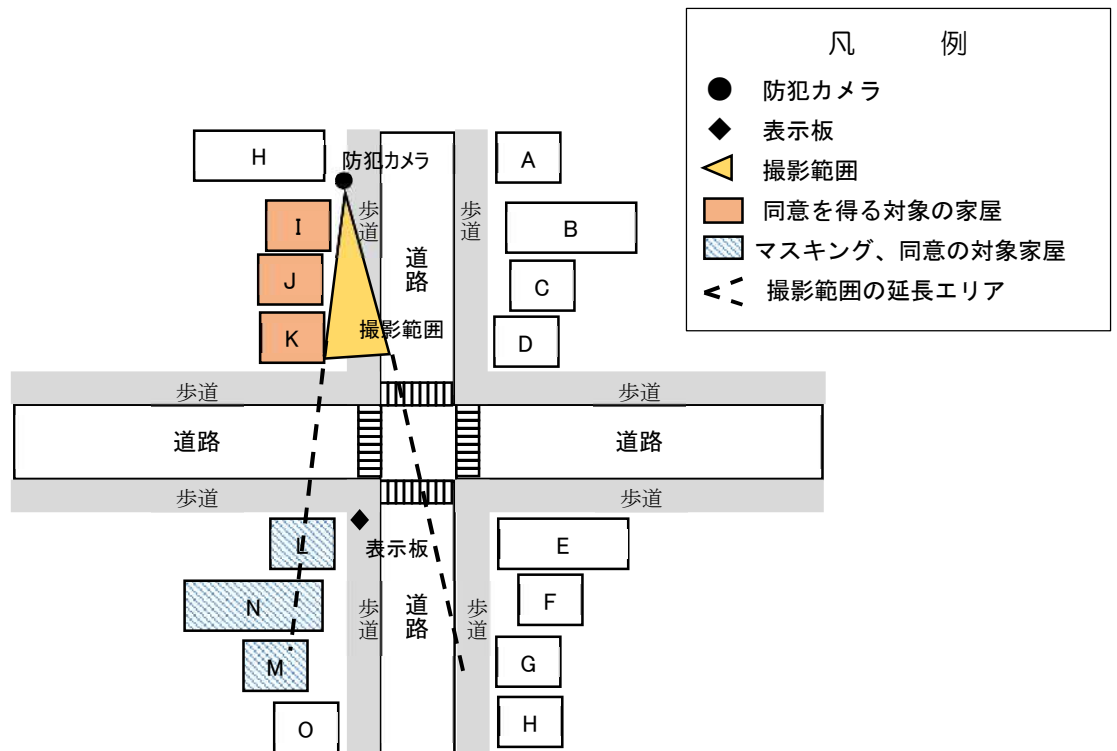 凡　　例
防犯カメラ
表示板
撮影範囲
同意を得る対象の家屋
マスキング、同意の対象家屋
撮影範囲の延長エリア
H
防犯カメラ
A
I
歩道
歩道
B
道路
J
C
K
撮影範囲
D
歩道
歩道
道路
道路
歩道
歩道
L
表示板
E
N
歩道
道路
歩道
F
M
G
O
H